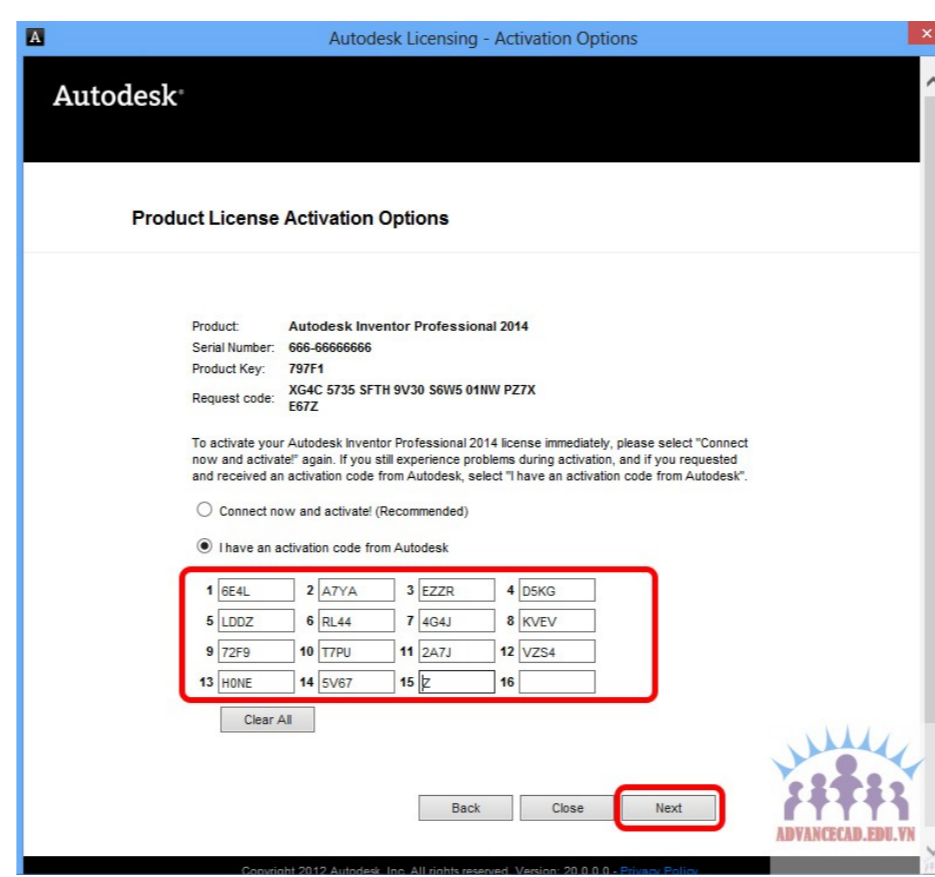 A Autodesk Licensing - Activation Options ×
Autodesk
Product License Activation Options
Product: Autodesk Inventor Professional 2014
Serial Number: 666-66666666
Product Key: 797F1
Request code: XG4C 5735 SFTH 9V30 S6W5 01NW PZ7X
E67Z
To activate your Autodesk Inventor Professional 2014 license immediately, please select "Connect
now and activate!" again. If you still experience problems during activation, and if you requested
and received an activation code from Autodesk, select "I have an activation code from Autodesk".
Connect now and activate! (Recommended)
I have an activation code from Autodesk
1 6E4L 2 A7YA 3 EZZR 4 D5KG
5 LDDZ 6 RL44 7 4G4J 8 KVEV
9 72F9 10 T7PU 11 2A7J 12 VZS4
13 H0NE 14 5V67 15 Z 16
Clear All
Back Close Next
ADVANCECAD.EDU.VN
Copyright 2012 Autodesk, Inc. All rights reserved. Version: 20.0.0.0 - Privacy Policy